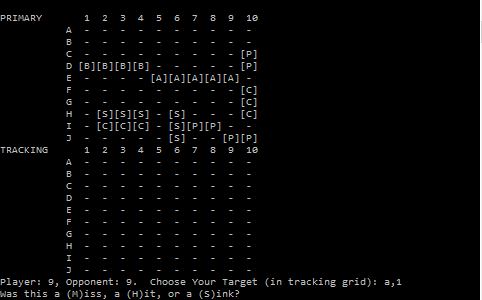 PRIMARY 1 2 3 4 5 6 7 8 9 10
A - - - - - - - - - -
B - - - - - - - - - -
C - - - - - - - - - [P]
D [B][B][B][B] - - - - - [P]
E - - - - [A][A][A][A][A] -
F - - - - - - - - - [C]
G - - - - - - - - - [C]
H - [S][S][S] - [S] - - - [C]
I - [C][C][C] - [S][P][P] - -
J - - - - - [S] - - [P][P]
TRACKING 1 2 3 4 5 6 7 8 9 10
A - - - - - - - - - -
B - - - - - - - - - -
C - - - - - - - - - -
D - - - - - - - - - -
E - - - - - - - - - -
F - - - - - - - - - -
G - - - - - - - - - -
H - - - - - - - - - -
I - - - - - - - - - -
J - - - - - - - - - -
Player: 9, Opponent: 9.  Choose Your Target (in tracking grid): a,1
Was this a (M)iss, a (H)it, or a (S)ink?